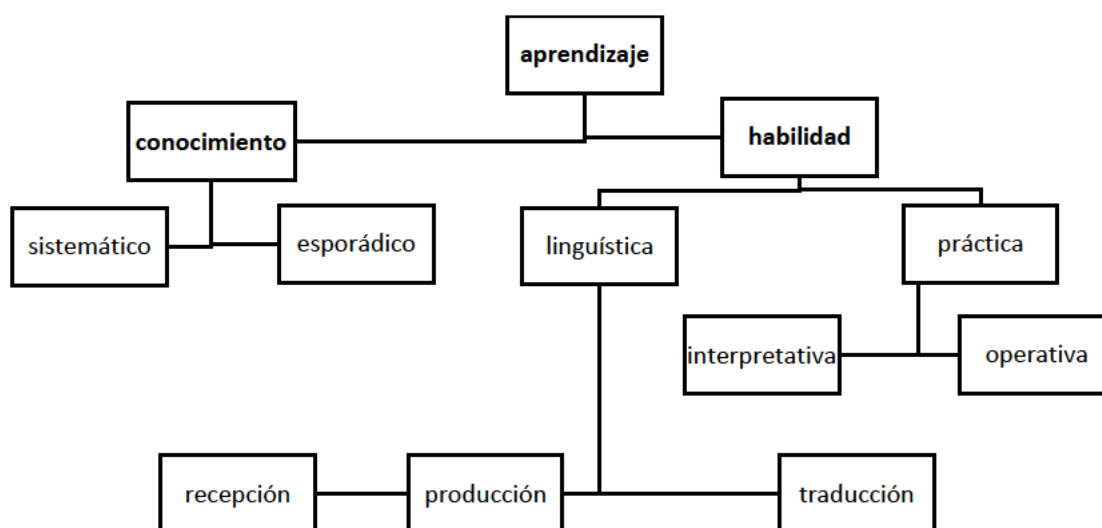 aprendizaje
conocimiento
habilidad
sistemático
esporádico
linguística
práctica
interpretativa
operativa
recepción
producción
traducción